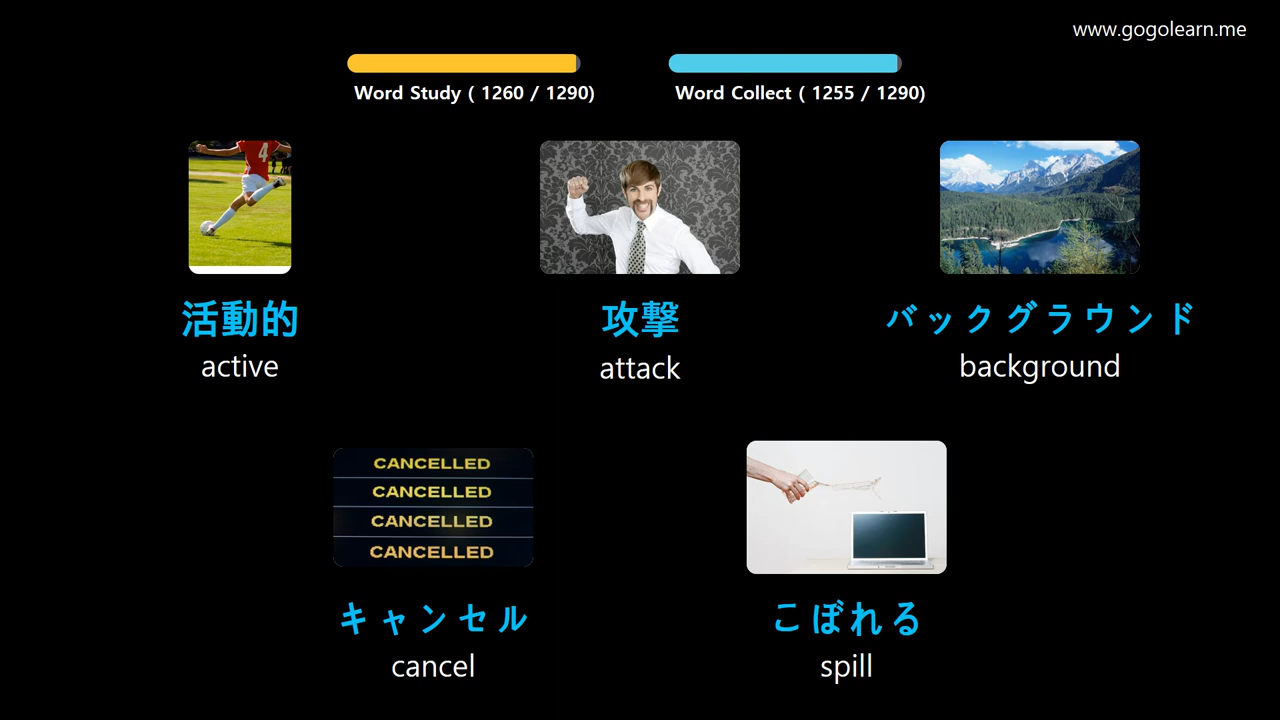 www.gogolearn.me
Word Study ( 1260 / 1290)
Word Collect ( 1255 / 1290)
4
活動的
active
攻撃
attack
バックグラウンド
background
CANCELLED
CANCELLED
CANCELLED
CANCELLED
キャンセル
cancel
こぼれる
spill